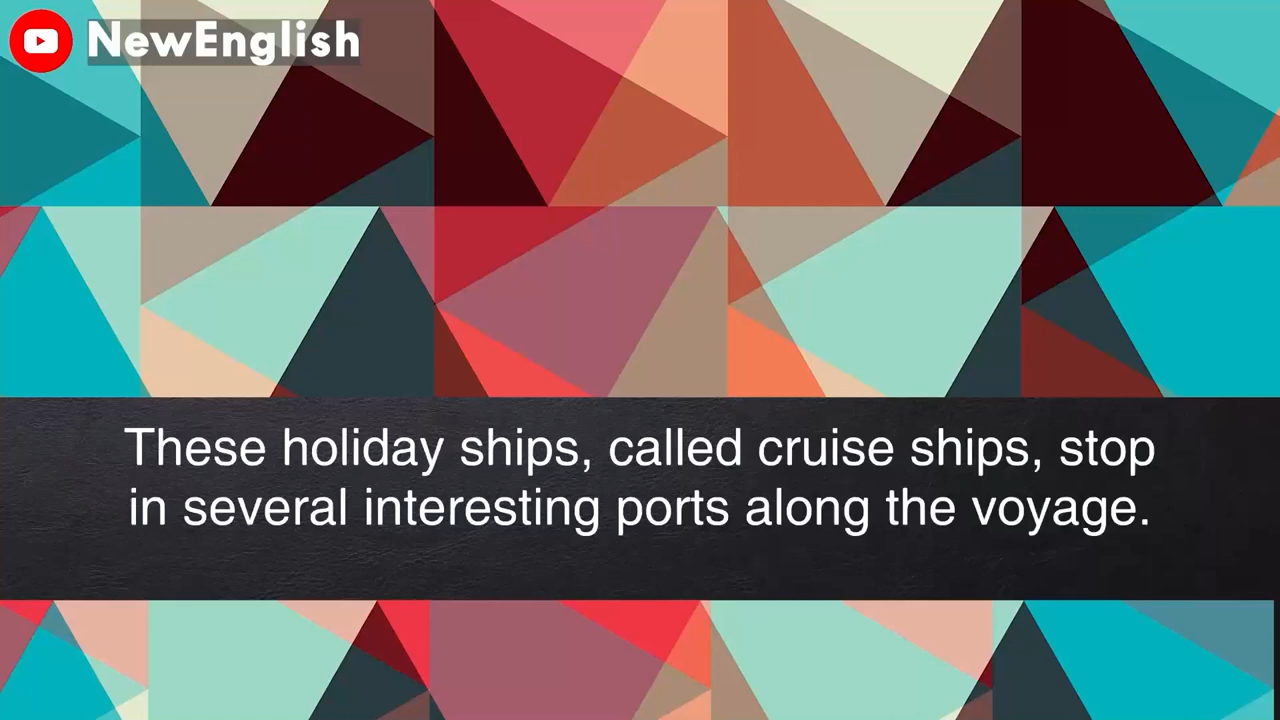 NewEnglish
These holiday ships, called cruise ships, stop
in several interesting ports along the voyage.